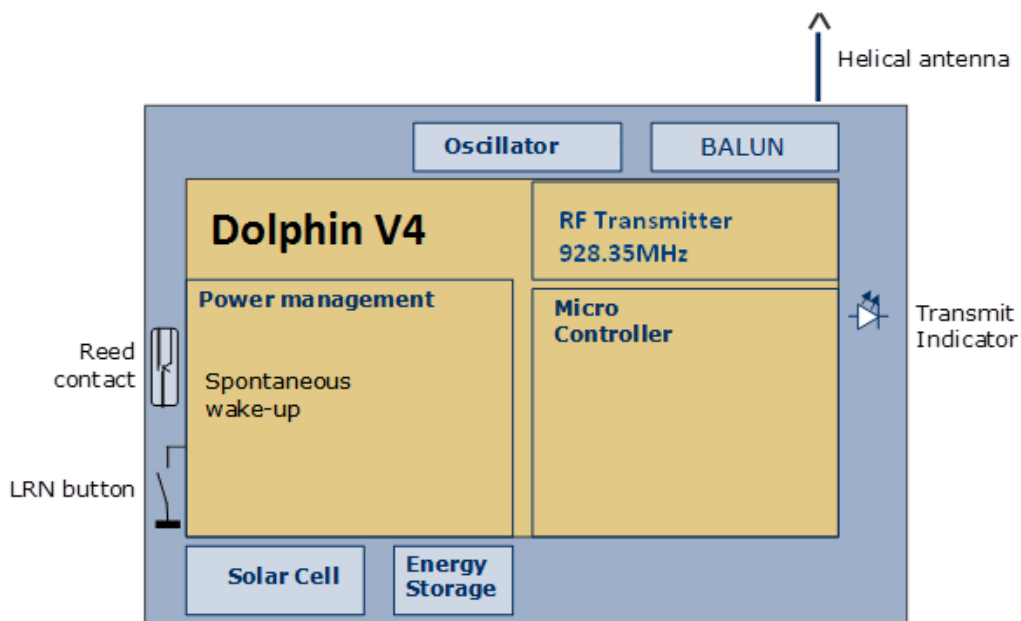 Helical antenna
Oscillator
BALUN
Dolphin V4
RF Transmitter
928.35MHz
Power management
Micro
Controller
Transmit
Indicator
Reed
contact
Spontaneous
wake-up
LRN button
Solar Cell
Energy
Storage